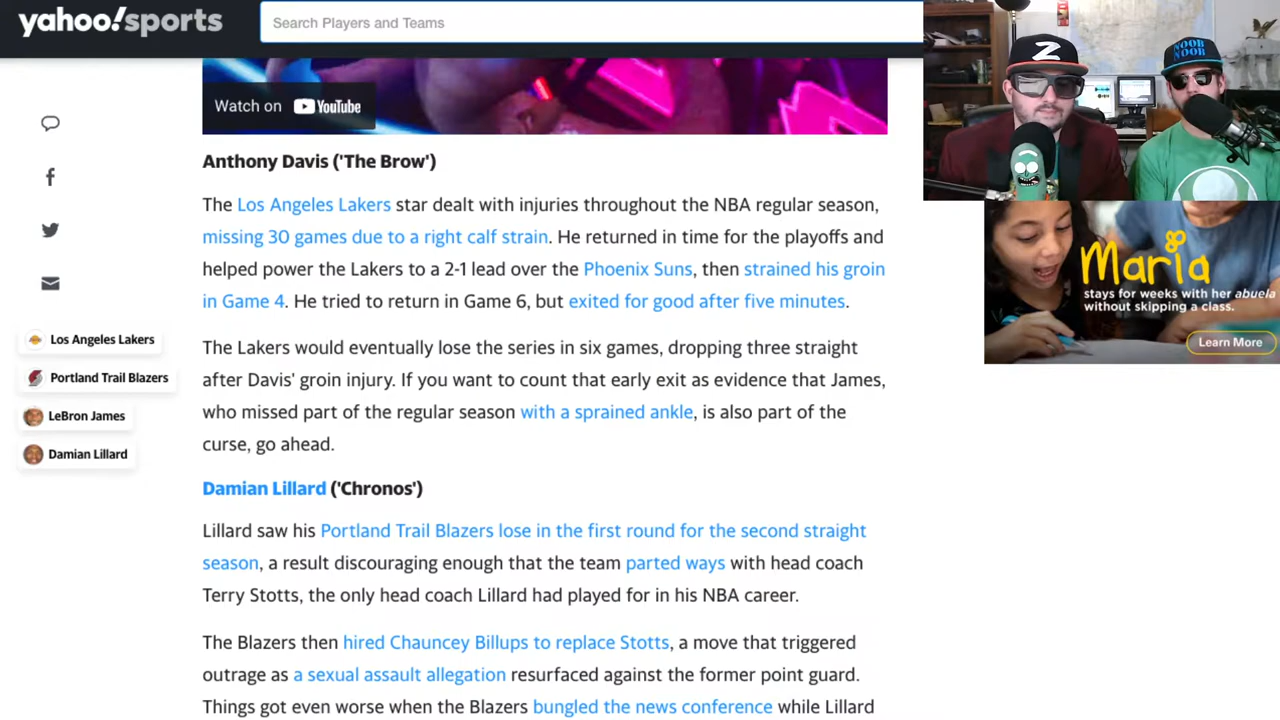 yahoo!sports
Search Players and Teams
Z
NOOB
NOOB
Watch on YouTube
Anthony Davis ('The Brow')
The Los Angeles Lakers star dealt with injuries throughout the NBA regular season,
missing 30 games due to a right calf strain. He returned in time for the playoffs and
helped power the Lakers to a 2-1 lead over the Phoenix Suns, then strained his groin
in Game 4. He tried to return in Game 6, but exited for good after five minutes.
Maria
stays for weeks with her abuela
without skipping a class.
Learn More
Los Angeles Lakers
Portland Trail Blazers
LeBron James
Damian Lillard
The Lakers would eventually lose the series in six games, dropping three straight
after Davis' groin injury. If you want to count that early exit as evidence that James,
who missed part of the regular season with a sprained ankle, is also part of the
curse, go ahead.
Damian Lillard ('Chronos')
Lillard saw his Portland Trail Blazers lose in the first round for the second straight
season, a result discouraging enough that the team parted ways with head coach
Terry Stotts, the only head coach Lillard had played for in his NBA career.
The Blazers then hired Chauncey Billups to replace Stotts, a move that triggered
outrage as a sexual assault allegation resurfaced against the former point guard.
Things got even worse when the Blazers bungled the news conference while Lillard